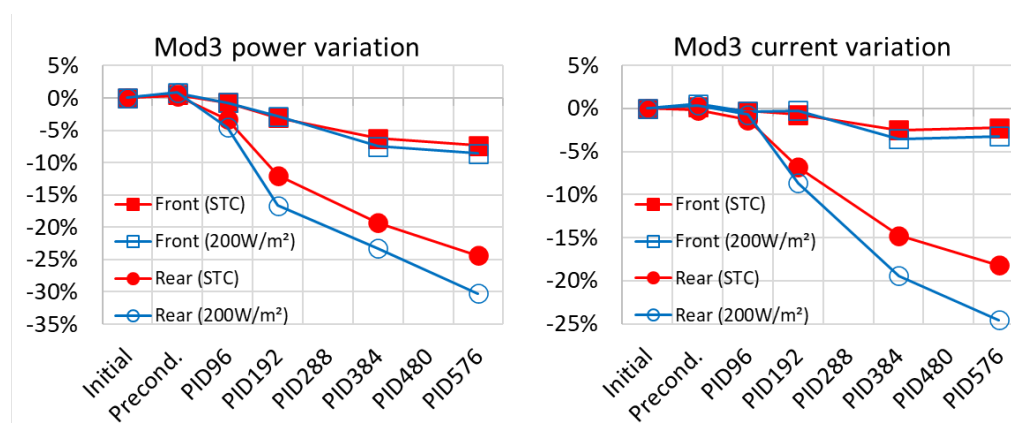 Mod3 power variation
5%
0%
-5%
-10%
-15%
-20%
-25%
-30%
-35%
Front (STC)
Front (200W/m²)
Rear (STC)
Rear (200W/m²)
Initial
Precond.
PID96
PID192
PID288
PID384
PID480
PID576
Mod3 current variation
5%
0%
-5%
-10%
-15%
-20%
-25%
Front (STC)
Front (200W/m²)
Rear (STC)
Rear (200W/m²)
Initial
Precond.
PID96
PID192
PID288
PID384
PID480
PID576